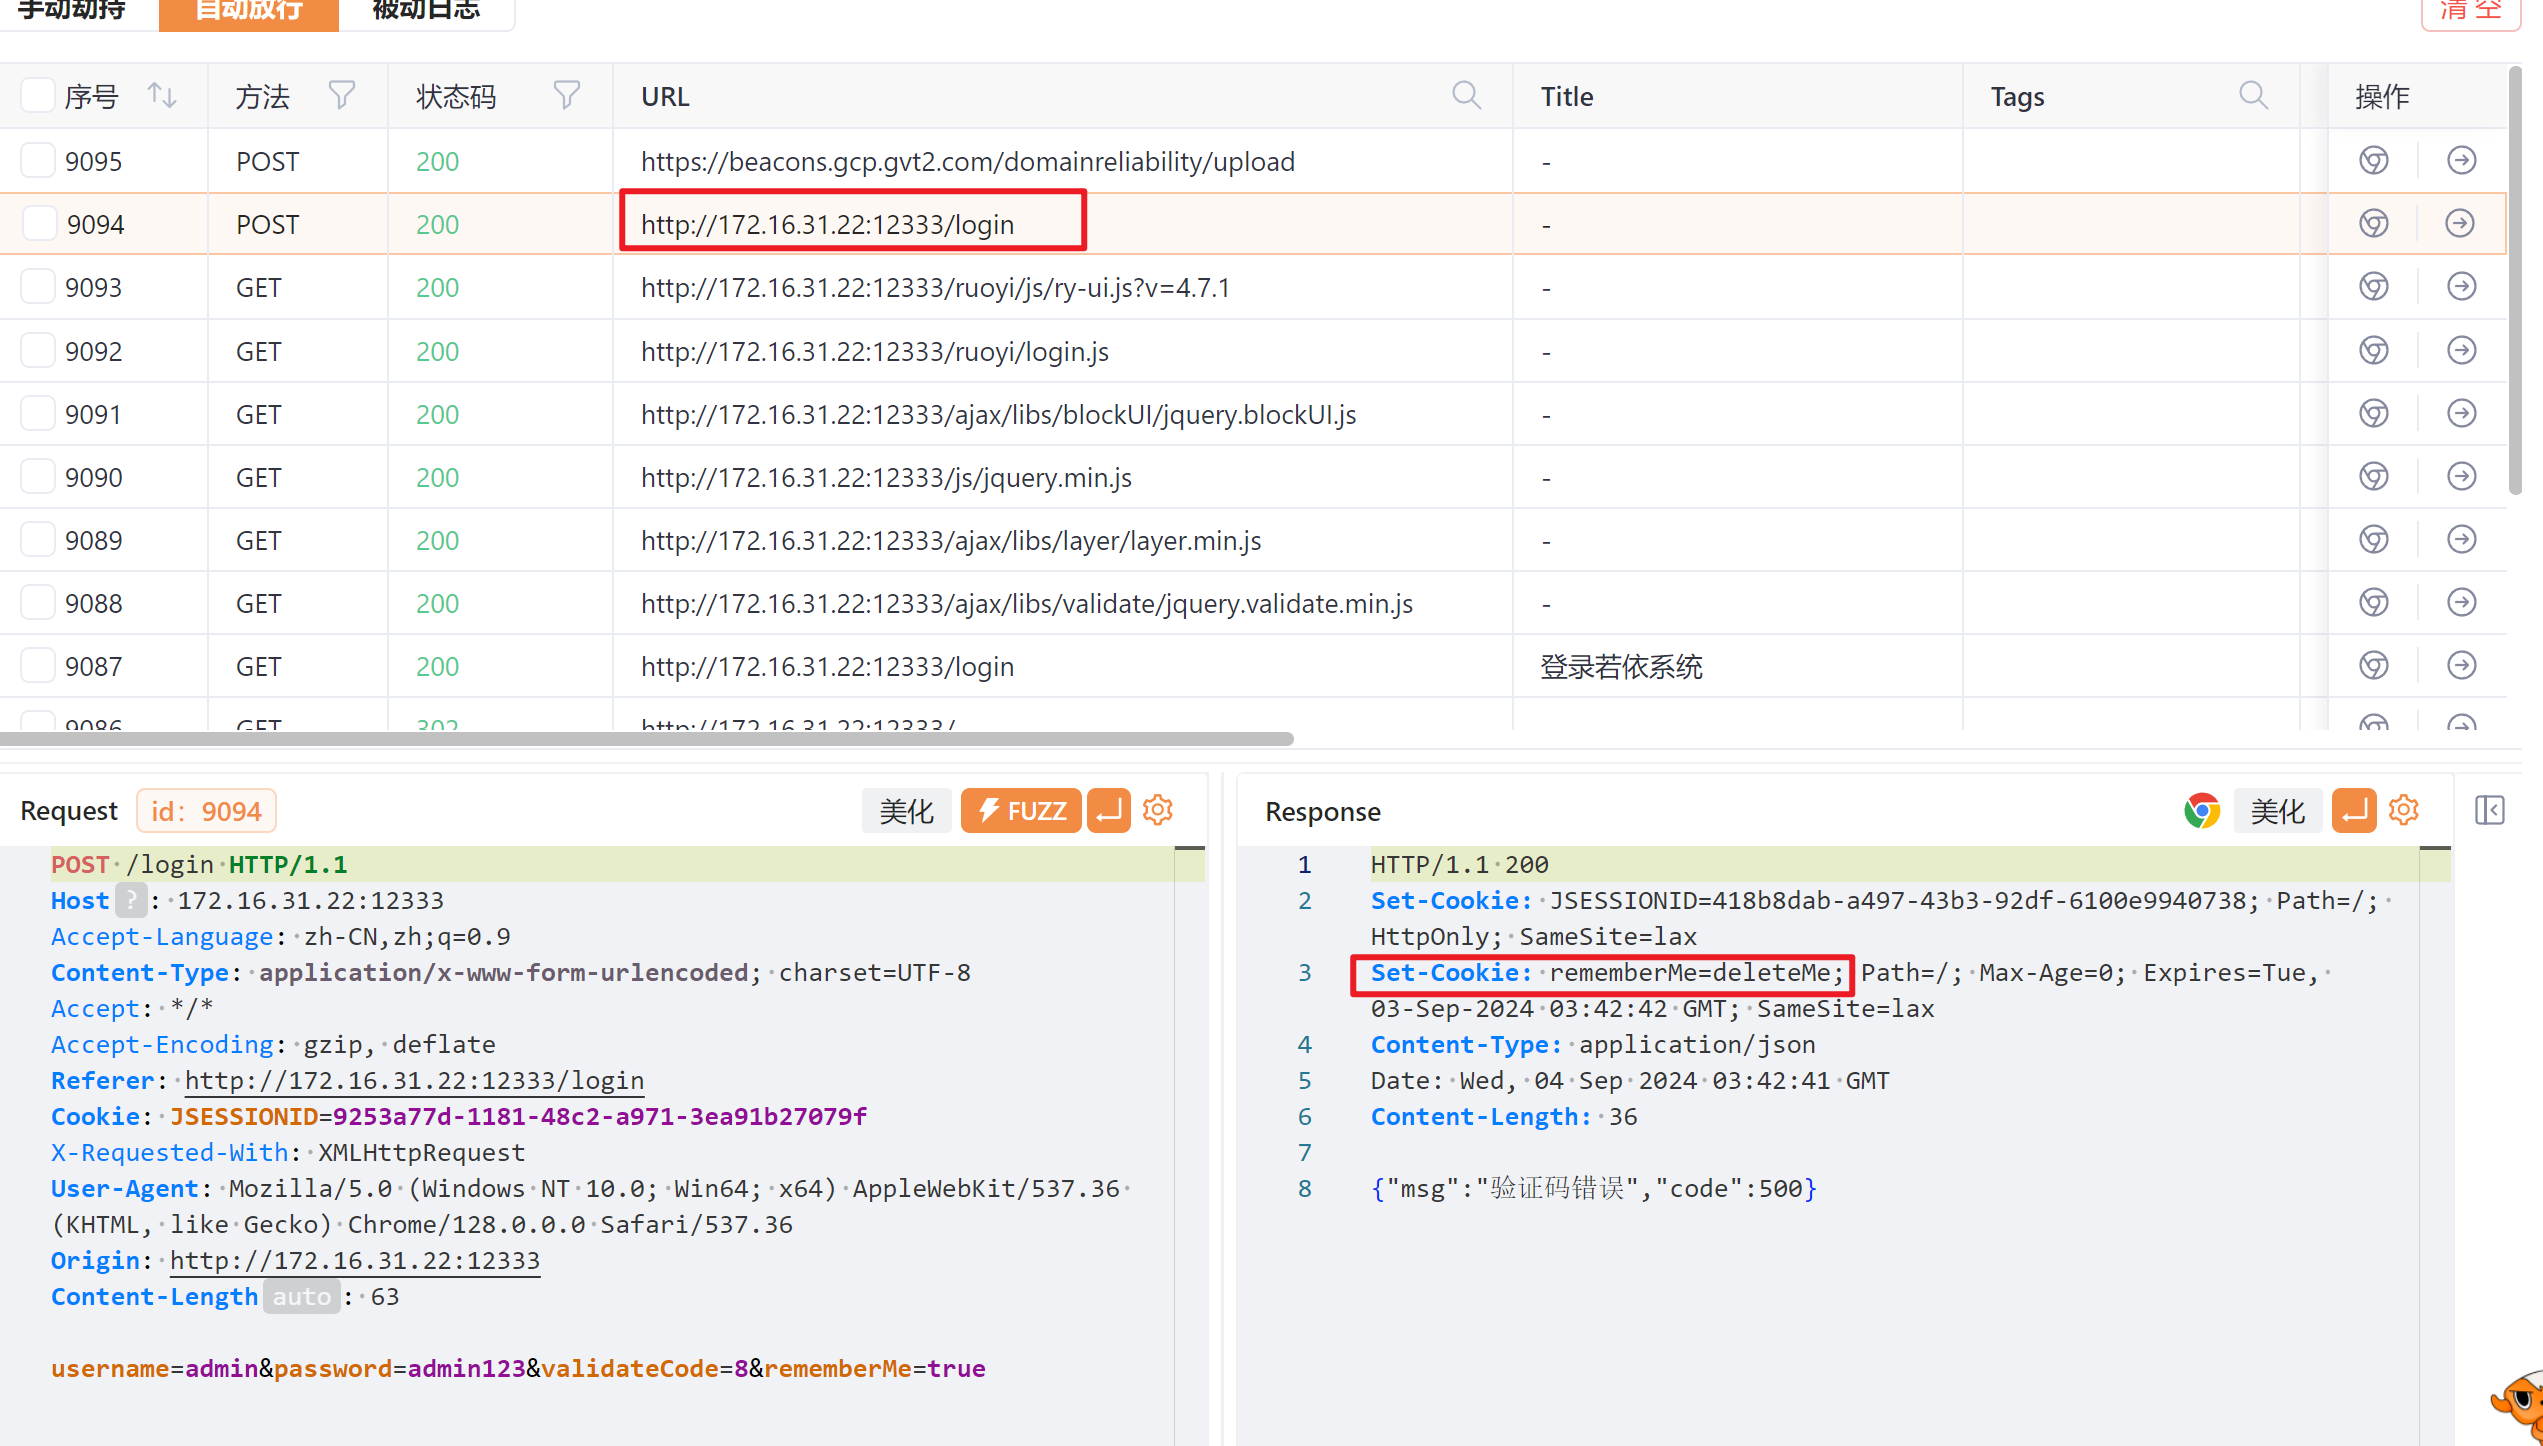 手动劫持 自动放行 被动日志 清空
序号 方法 状态码 URL Title Tags 操作
9095 POST 200 https://beacons.gcp.gvt2.com/domainreliability/upload -
9094 POST 200 http://172.16.31.22:12333/login -
9093 GET 200 http://172.16.31.22:12333/ruoyi/js/ry-ui.js?v=4.7.1 -
9092 GET 200 http://172.16.31.22:12333/ruoyi/login.js -
9091 GET 200 http://172.16.31.22:12333/ajax/libs/blockUI/jquery.blockUI.js -
9090 GET 200 http://172.16.31.22:12333/js/jquery.min.js -
9089 GET 200 http://172.16.31.22:12333/ajax/libs/layer/layer.min.js -
9088 GET 200 http://172.16.31.22:12333/ajax/libs/validate/jquery.validate.min.js -
9087 GET 200 http://172.16.31.22:12333/login 登录若依系统
9086 GET 302 http://172.16.31.22:12333/
Request id: 9094 美化 FUZZ
POST /login HTTP/1.1
Host ? : 172.16.31.22:12333
Accept-Language: zh-CN,zh;q=0.9
Content-Type: application/x-www-form-urlencoded; charset=UTF-8
Accept: */*
Accept-Encoding: gzip, deflate
Referer: http://172.16.31.22:12333/login
Cookie: JSESSIONID=9253a77d-1181-48c2-a971-3ea91b27079f
X-Requested-With: XMLHttpRequest
User-Agent: Mozilla/5.0 (Windows NT 10.0; Win64; x64) AppleWebKit/537.36
(KHTML, like Gecko) Chrome/128.0.0.0 Safari/537.36
Origin: http://172.16.31.22:12333
Content-Length auto : 63
username=admin&password=admin123&validateCode=8&rememberMe=true
Response 美化
1 HTTP/1.1 200
2 Set-Cookie: JSESSIONID=418b8dab-a497-43b3-92df-6100e9940738; Path=/;
HttpOnly; SameSite=lax
3 Set-Cookie: rememberMe=deleteMe; Path=/; Max-Age=0; Expires=Tue,
03-Sep-2024 03:42:42 GMT; SameSite=lax
4 Content-Type: application/json
5 Date: Wed, 04 Sep 2024 03:42:41 GMT
6 Content-Length: 36
7
8 {"msg":"验证码错误","code":500}